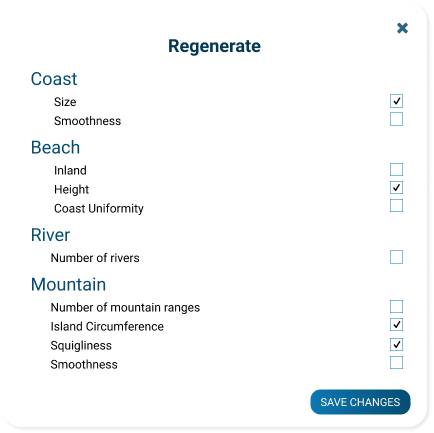 Regenerate
Coast
Size
Smoothness
Beach
Inland
Height
Coast Uniformity
River
Number of rivers
Mountain
Number of mountain ranges
Island Circumference
Squigliness
Smoothness
SAVE CHANGES